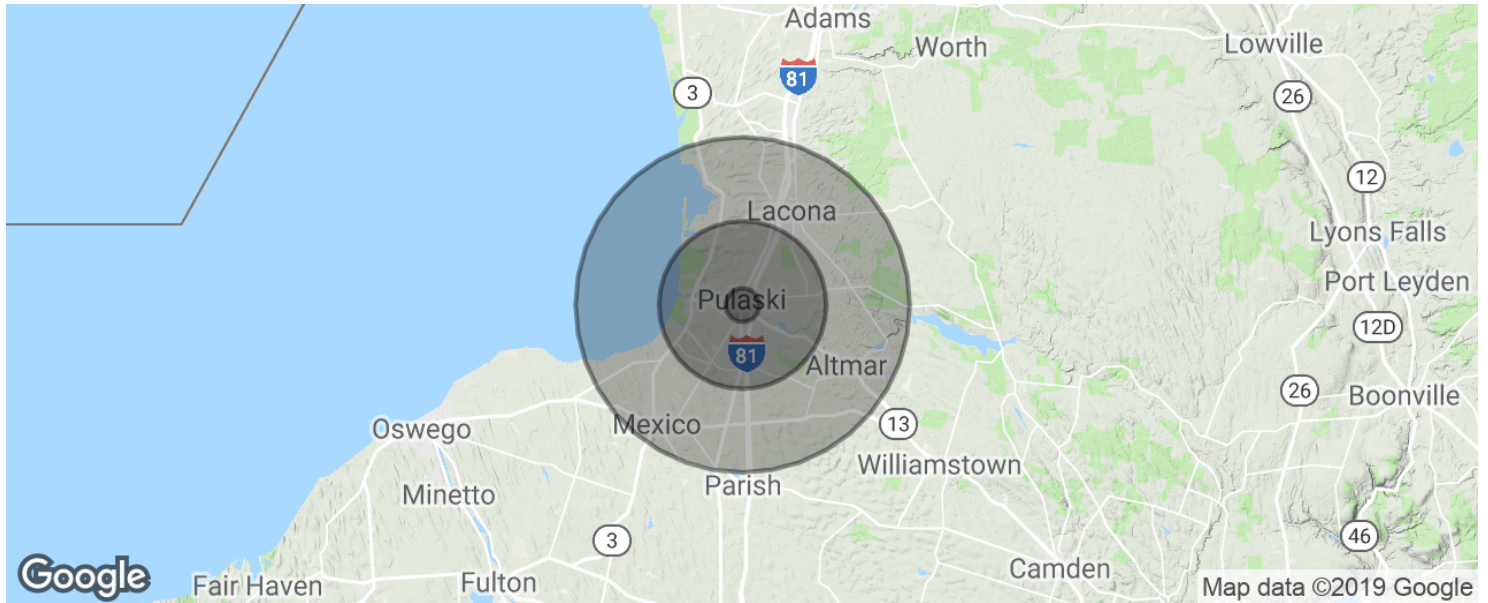 Adams
Worth
Lowville
81
3
26
12
Lacona
Lyons Falls
Port Leyden
Pulaski
12D
81
Altmar
26
Boonville
Mexico
13
Oswego
Williamstown
Minetto
Parish
3
46
Camden
Google
Fair Haven
Fulton
Map data ©2019 Google